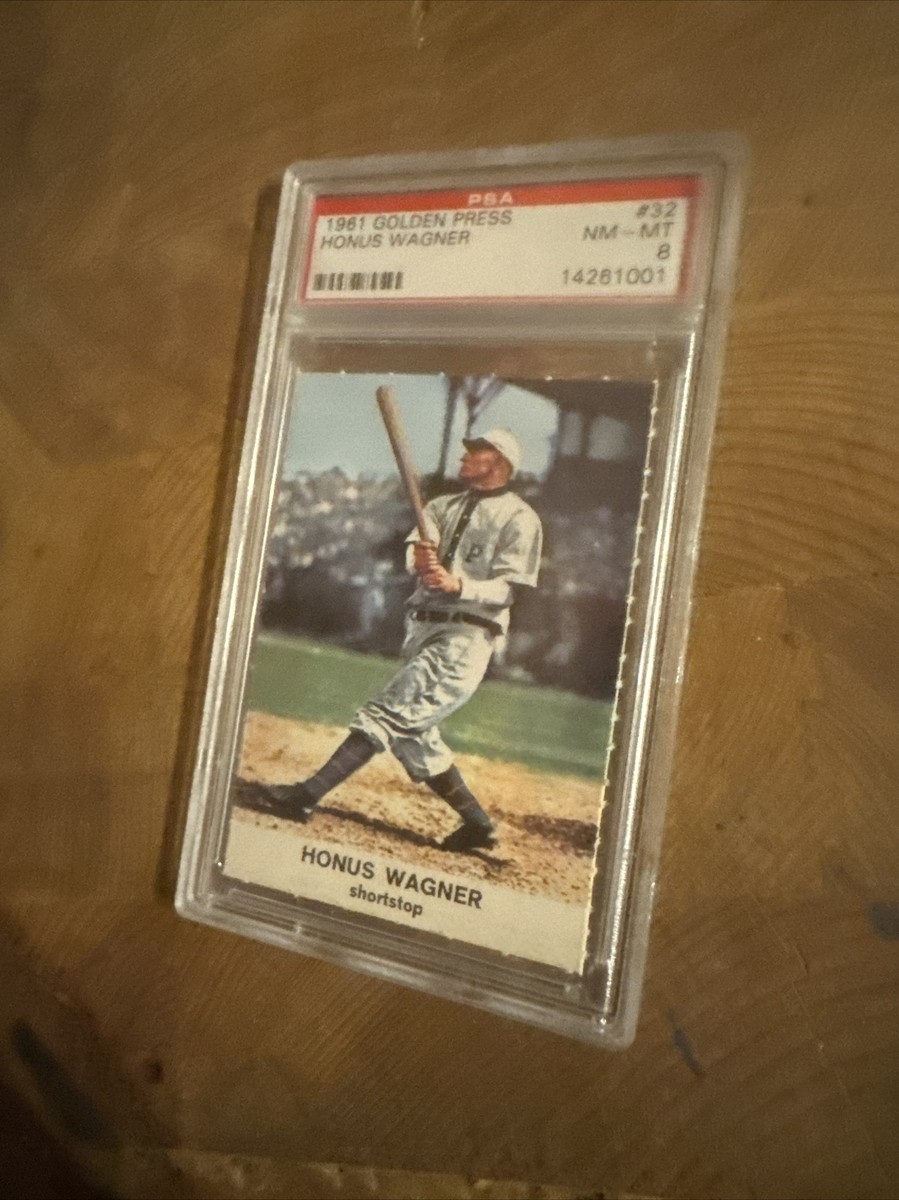 PSA
1961 GOLDEN PRESS #32
HONUS WAGNER NM - MT
8
14261001
P
HONUS WAGNER
shortstop